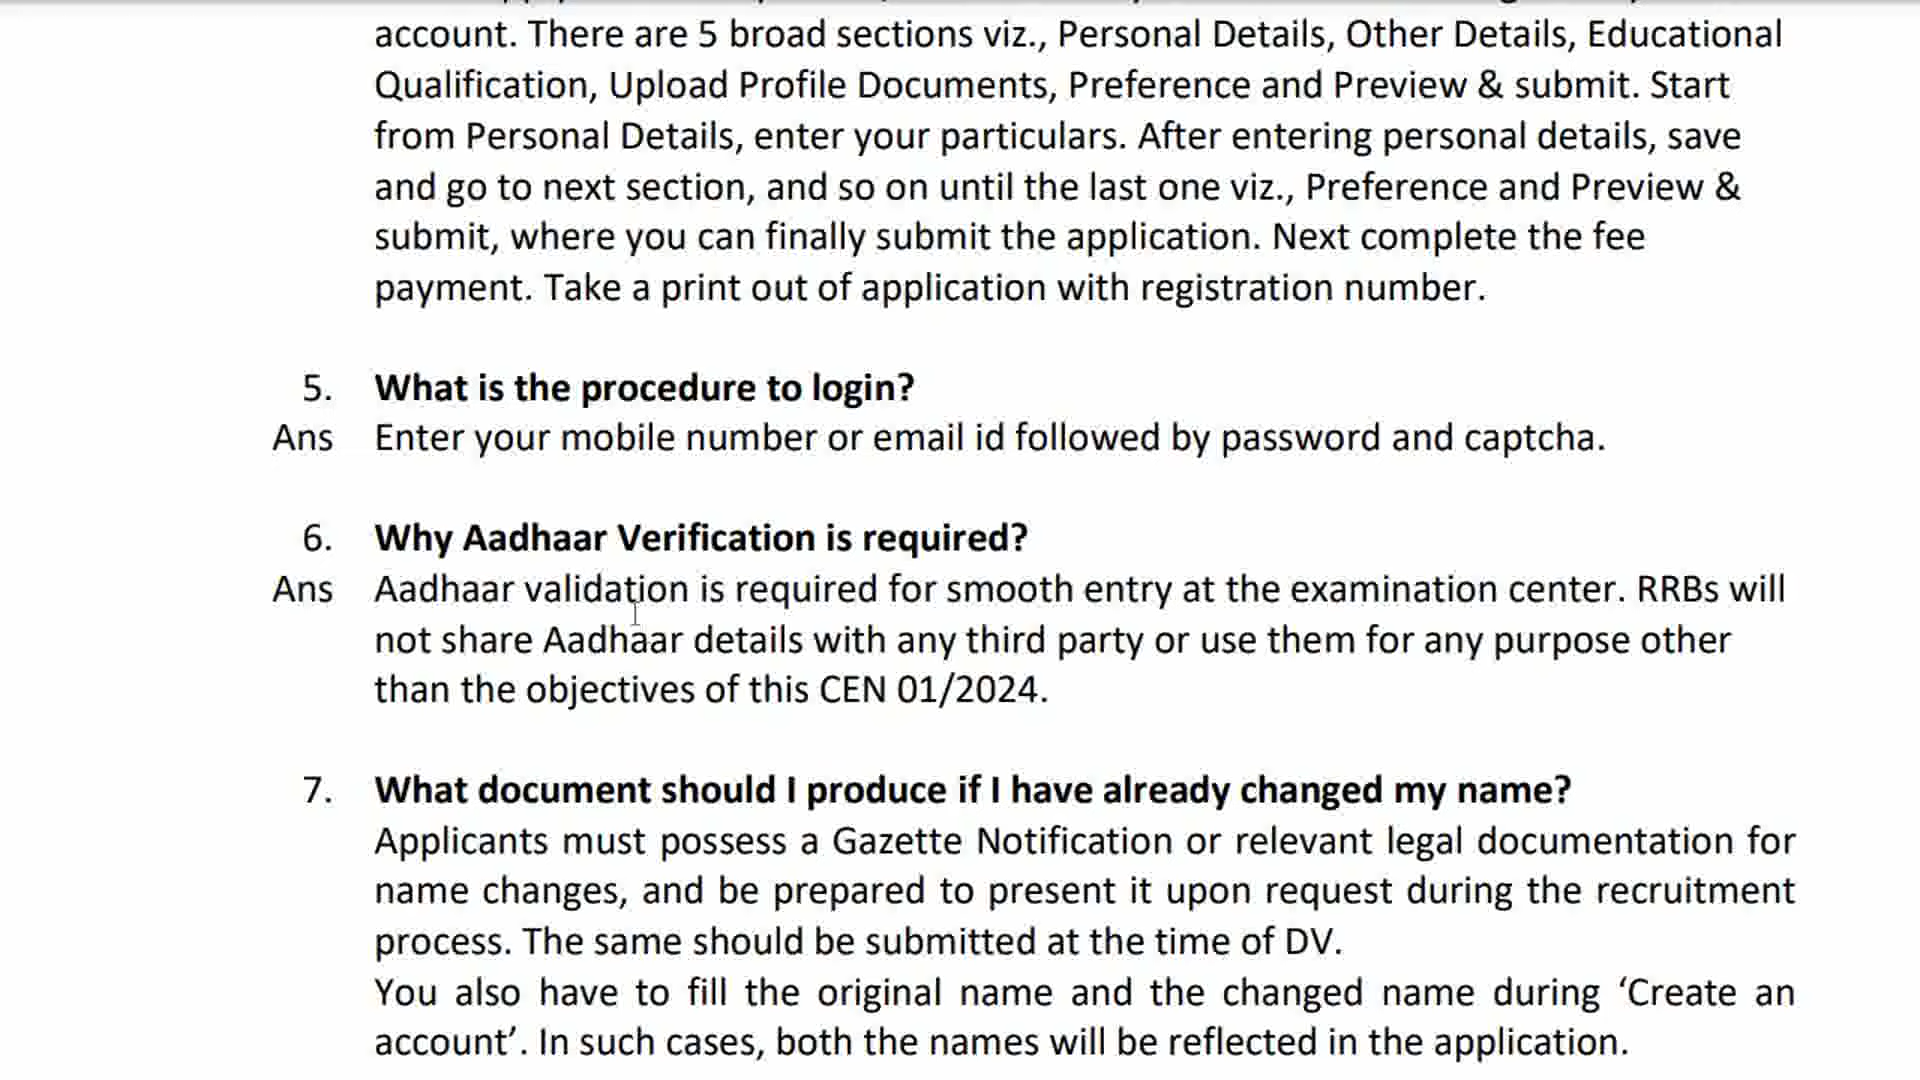 account. There are 5 broad sections viz., Personal Details, Other Details, Educational
Qualification, Upload Profile Documents, Preference and Preview & submit. Start
from Personal Details, enter your particulars. After entering personal details, save
and go to next section, and so on until the last one viz., Preference and Preview &
submit, where you can finally submit the application. Next complete the fee
payment. Take a print out of application with registration number.
5. What is the procedure to login?
Ans Enter your mobile number or email id followed by password and captcha.
6. Why Aadhaar Verification is required?
Ans Aadhaar validation is required for smooth entry at the examination center. RRBs will
not share Aadhaar details with any third party or use them for any purpose other
than the objectives of this CEN 01/2024.
7. What document should I produce if I have already changed my name?
Applicants must possess a Gazette Notification or relevant legal documentation for
name changes, and be prepared to present it upon request during the recruitment
process. The same should be submitted at the time of DV.
You also have to fill the original name and the changed name during ‘Create an
account’. In such cases, both the names will be reflected in the application.